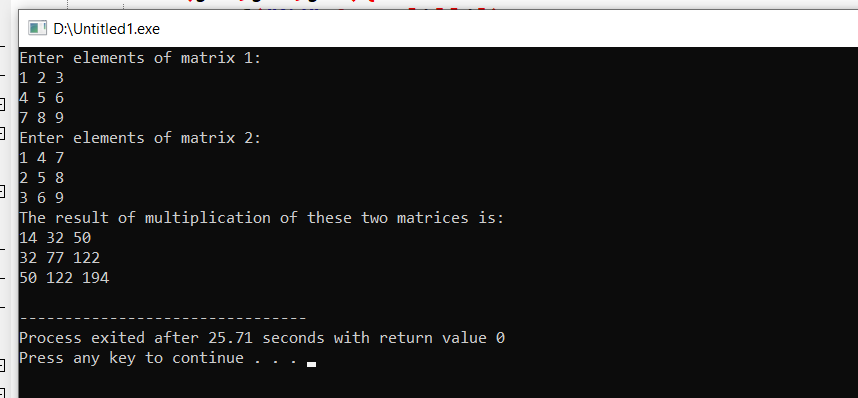 D:\Untitled1.exe
Enter elements of matrix 1:
1 2 3
4 5 6
7 8 9
Enter elements of matrix 2:
1 4 7
2 5 8
3 6 9
The result of multiplication of these two matrices is:
14 32 50
32 77 122
50 122 194
--------------------------------
Process exited after 25.71 seconds with return value 0
Press any key to continue . . .